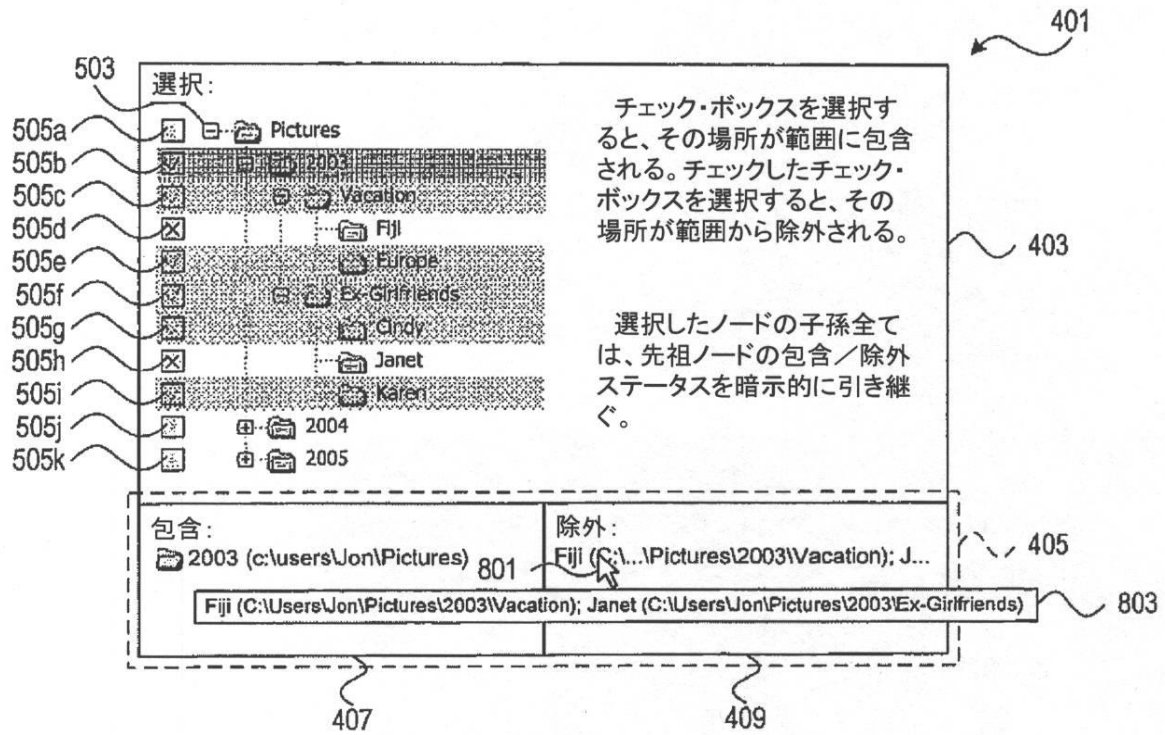 401
503
選択:
505a
Pictures
505b
2003
505c
Vacation
505d
Fiji
505e
Europe
505f
Ex-Girlfriends
505g
Cindy
505h
Janet
505i
Karen
505j
2004
505k
2005
チェック・ボックスを選択す
ると、その場所が範囲に包含
される。チェックしたチェック・
ボックスを選択すると、その
場所が範囲から除外される。
403
選択したノードの子孫全て
は、先祖ノードの包含／除外
ステータスを暗示的に引き継
ぐ。
包含:
2003 (c:\users\Jon\Pictures)
801
除外:
Fiji (C:\...\Pictures\2003\Vacation); J...
405
Fiji (C:\Users\Jon\Pictures\2003\Vacation); Janet (C:\Users\Jon\Pictures\2003\Ex-Girlfriends)
803
407
409